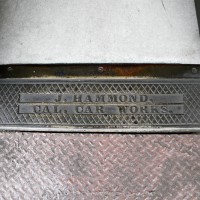 J. HAMMOND.
CAL. CAR WORKS.